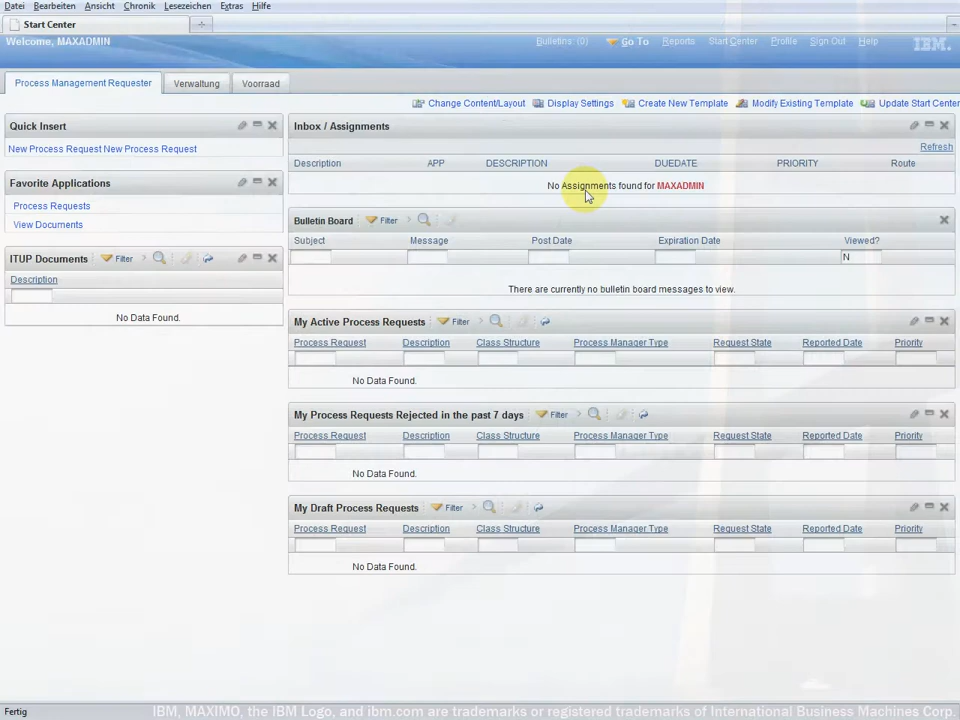 Datei Bearbeiten Ansicht Chronik Lesezeichen Extras Hilfe
Start Center
Welcome, MAXADMIN
Bulletins: (0) Go To Reports Start Center Profile Sign Out Help IBM.
Process Management Requester Verwaltung Voorraad
Change Content/Layout Display Settings Create New Template Modify Existing Template Update Start Center
Quick Insert
New Process Request New Process Request
Favorite Applications
Process Requests
View Documents
ITUP Documents Filter
Description
No Data Found.
Inbox / Assignments
Refresh
Description APP DESCRIPTION DUEDATE PRIORITY Route
No Assignments found for MAXADMIN
Bulletin Board Filter
Subject Message Post Date Expiration Date Viewed?
N
There are currently no bulletin board messages to view.
My Active Process Requests Filter
Process Request Description Class Structure Process Manager Type Request State Reported Date Priority
No Data Found.
My Process Requests Rejected in the past 7 days Filter
Process Request Description Class Structure Process Manager Type Request State Reported Date Priority
No Data Found.
My Draft Process Requests Filter
Process Request Description Class Structure Process Manager Type Request State Reported Date Priority
No Data Found.
Fertig
IBM, MAXIMO, the IBM Logo, and ibm.com are trademarks or registered trademarks of International Business Machines Corp.